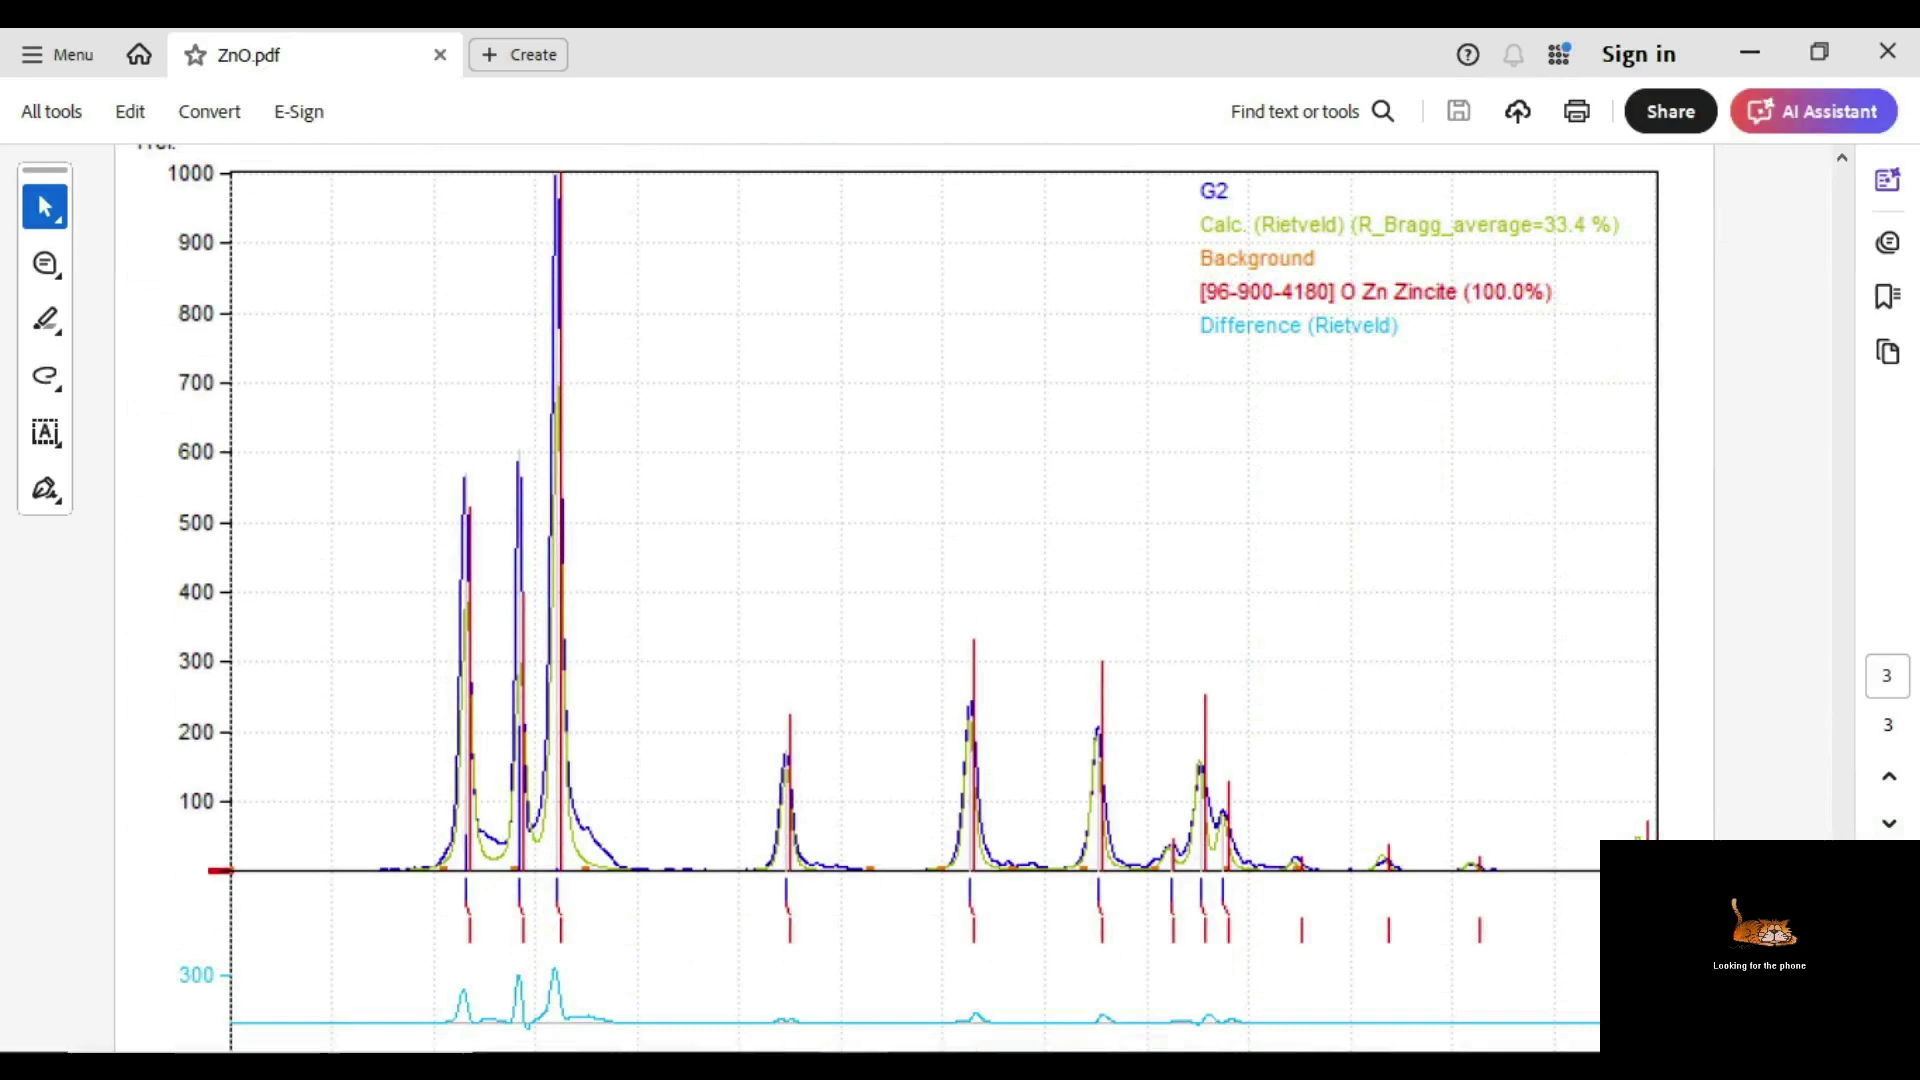 Menu
ZnO.pdf
Create
Sign in
All tools
Edit
Convert
E-Sign
Find text or tools
Share
AI Assistant
1000
900
800
700
600
500
400
300
200
100
G2
Calc. (Rietveld) (R_Bragg_average=33.4 %)
Background
[96-900-4180] O Zn Zincite (100.0%)
Difference (Rietveld)
300
3
3
Looking for the phone